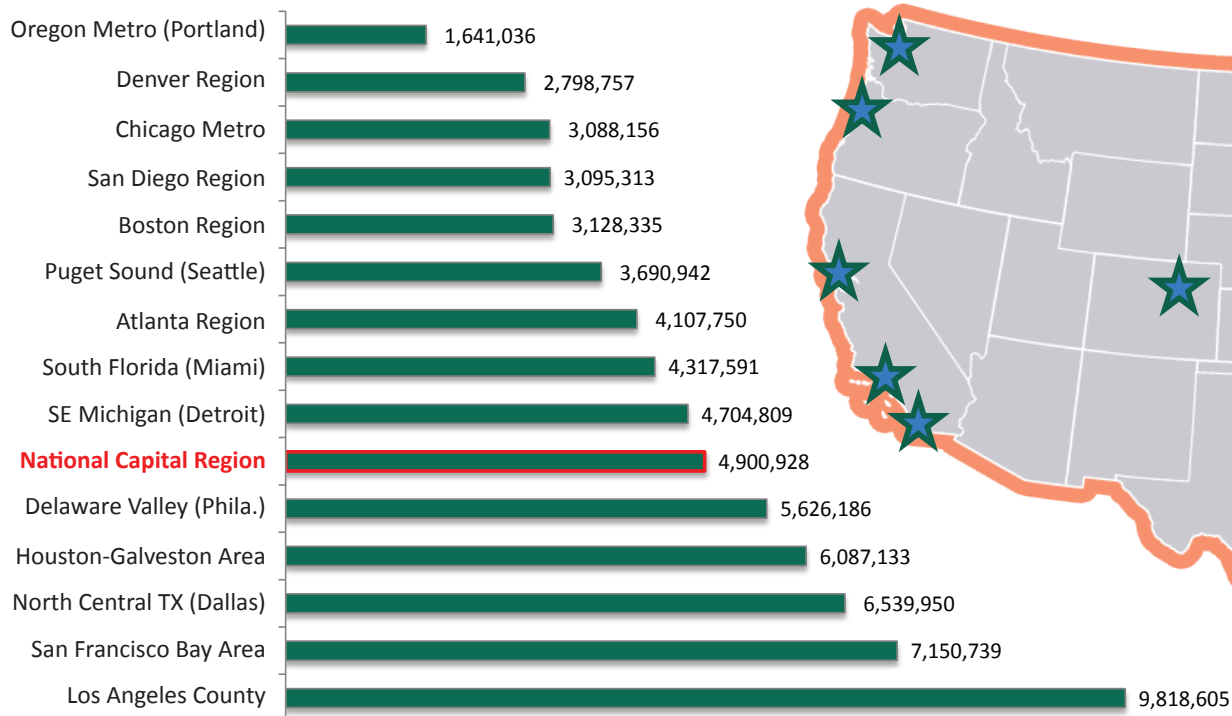 Oregon Metro (Portland) 1,641,036
Denver Region 2,798,757
Chicago Metro 3,088,156
San Diego Region 3,095,313
Boston Region 3,128,335
Puget Sound (Seattle) 3,690,942
Atlanta Region 4,107,750
South Florida (Miami) 4,317,591
SE Michigan (Detroit) 4,704,809
National Capital Region 4,900,928
Delaware Valley (Phila.) 5,626,186
Houston-Galveston Area 6,087,133
North Central TX (Dallas) 6,539,950
San Francisco Bay Area 7,150,739
Los Angeles County 9,818,605